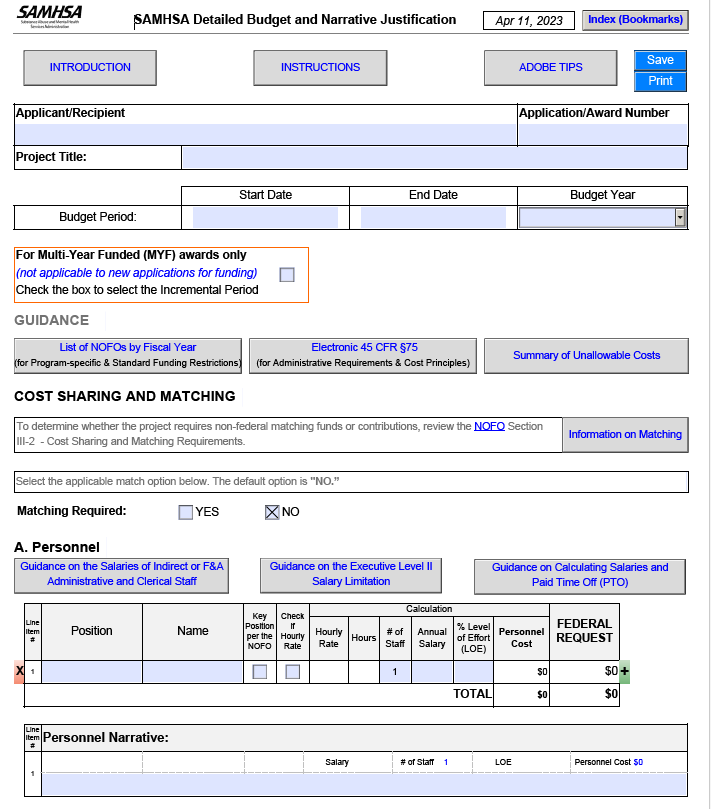 SAMHSA
Substance Abuse and Mental Health
Services Administration
SAMHSA Detailed Budget and Narrative Justification
Apr 11, 2023
Index (Bookmarks)
INTRODUCTION
INSTRUCTIONS
ADOBE TIPS
Save
Print
Applicant/Recipient
Application/Award Number
Project Title:
Start Date
End Date
Budget Year
Budget Period:
For Multi-Year Funded (MYF) awards only
(not applicable to new applications for funding)
Check the box to select the Incremental Period
GUIDANCE
List of NOFOs by Fiscal Year
(for Program-specific & Standard Funding Restrictions)
Electronic 45 CFR §75
(for Administrative Requirements & Cost Principles)
Summary of Unallowable Costs
COST SHARING AND MATCHING
To determine whether the project requires non-federal matching funds or contributions, review the NOFO Section
III-2 - Cost Sharing and Matching Requirements.
Information on Matching
Select the applicable match option below. The default option is "NO.”
Matching Required:
YES
NO
A. Personnel
Guidance on the Salaries of Indirect or F&A
Administrative and Clerical Staff
Guidance on the Executive Level II
Salary Limitation
Guidance on Calculating Salaries and
Paid Time Off (PTO)
Line
Item
#
Position
Name
Key
Position
per the
NOFO
Check
if
Hourly
Rate
Calculation
Hourly
Rate
Hours
# of
Staff
Annual
Salary
% Level
of Effort
(LOE)
Personnel
Cost
FEDERAL
REQUEST
X
1
1
$0
$0
+
TOTAL
$0
$0
Line
Item
#
Personnel Narrative:
1
Salary
# of Staff 1
LOE
Personnel Cost $0